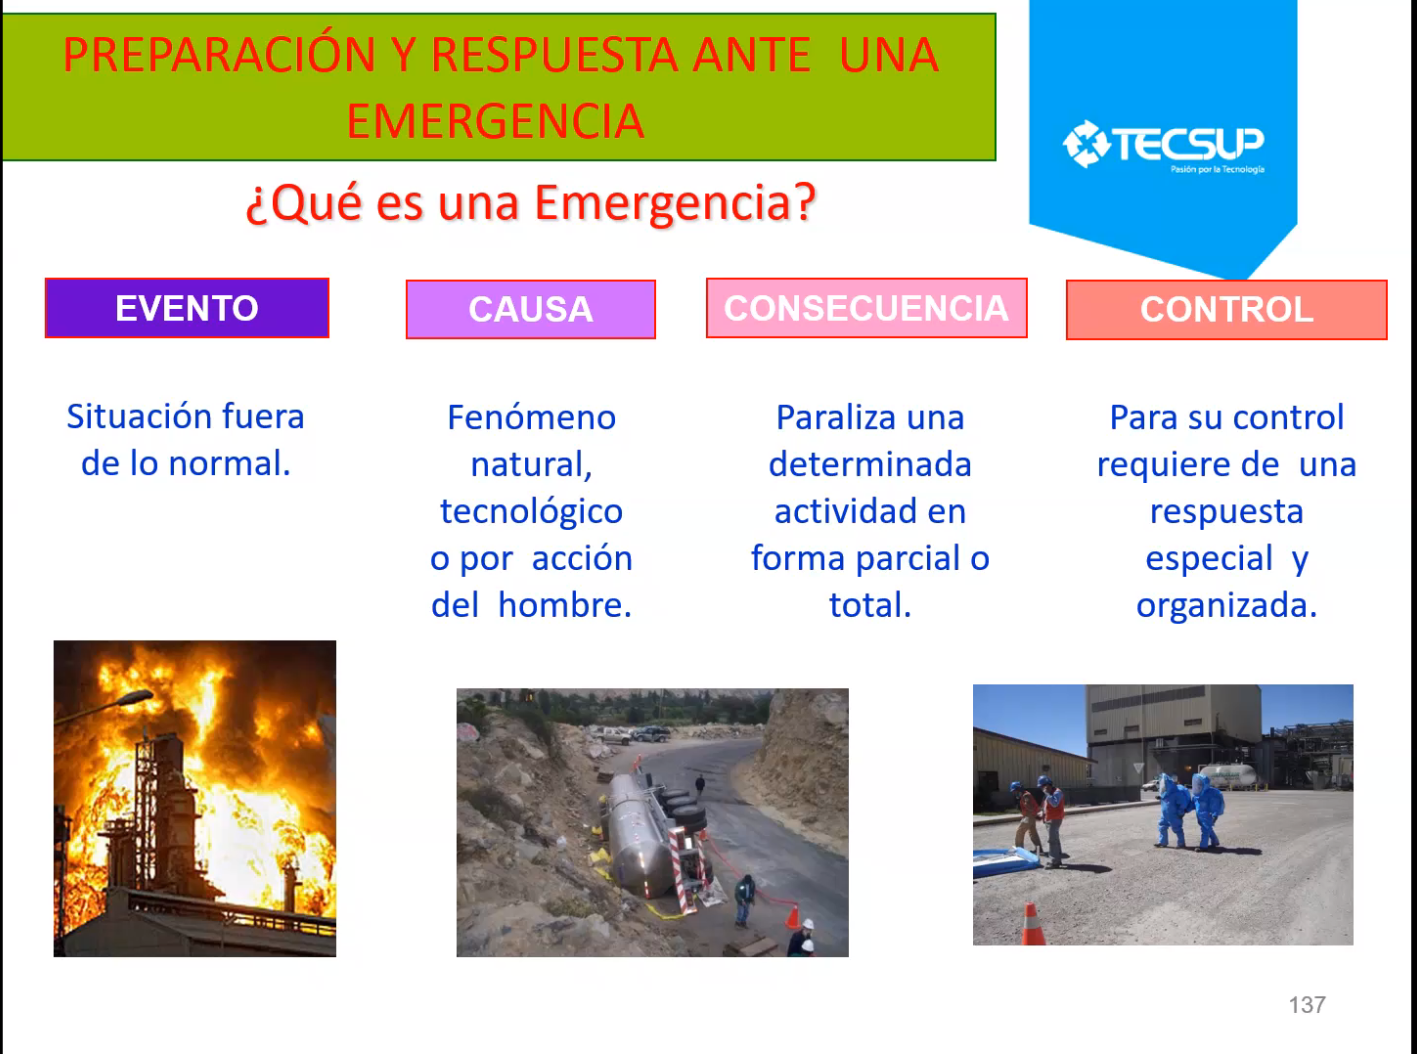 PREPARACIÓN Y RESPUESTA ANTE UNA
EMERGENCIA
TECSUP
Pasión por la Tecnología
¿Qué es una Emergencia?
EVENTO
CAUSA
CONSECUENCIA
CONTROL
Situación fuera
de lo normal.
Fenómeno
natural,
tecnológico
o por acción
del hombre.
Paraliza una
determinada
actividad en
forma parcial o
total.
Para su control
requiere de una
respuesta
especial y
organizada.
137